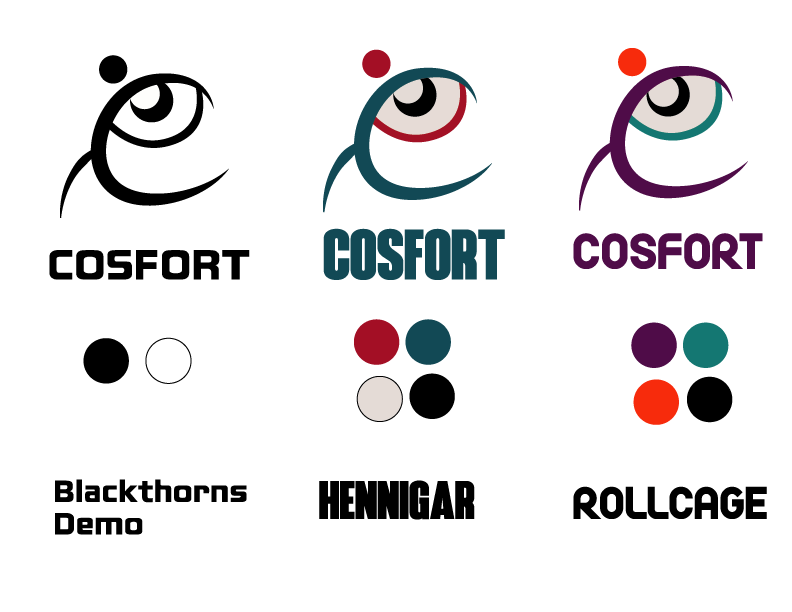 COSFORT
COSFORT
COSFORT
Blackthorns
Demo
HENNIGAR
ROLLCAGE